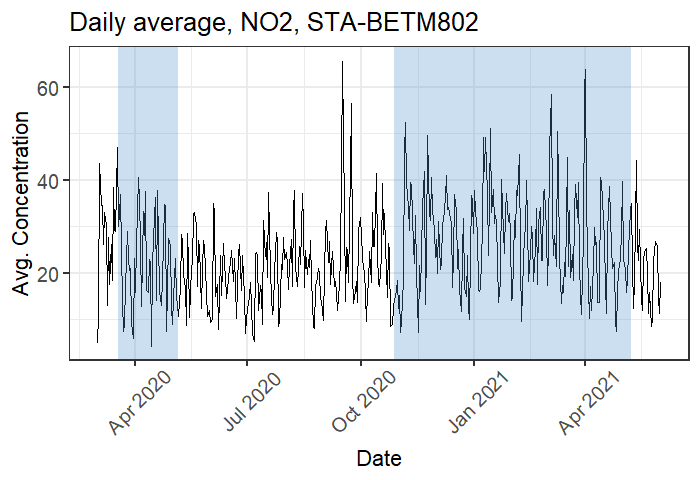 Daily average, NO2, STA-BETM802
Avg. Concentration
60
40
20
Apr 2020
Jul 2020
Oct 2020
Jan 2021
Apr 2021
Date